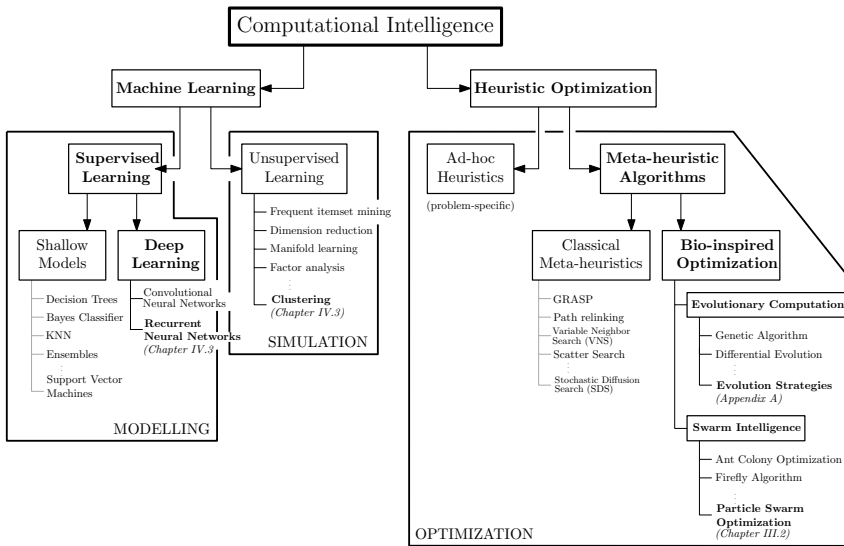 Computational Intelligence
Machine Learning
Heuristic Optimization
Supervised
Learning
Unsupervised
Learning
Ad-hoc
Heuristics
(problem-specific)
Meta-heuristic
Algorithms
Frequent itemset mining
Dimension reduction
Manifold learning
Factor analysis
Clustering
(Chapter IV.3)
SIMULATION
Shallow
Models
Deep
Learning
Decision Trees
Bayes Classifier
KNN
Ensembles
Support Vector
Machines
Convolutional
Neural Networks
Recurrent
Neural Networks
(Chapter IV.3
MODELLING
Classical
Meta-heuristics
Bio-inspired
Optimization
GRASP
Path relinking
Variable Neighbor
Search (VNS)
Scatter Search
Stochastic Diffusion
Search (SDS)
Evolutionary Computation
Genetic Algorithm
Differential Evolution
Evolution Strategies
(Appendix A)
Swarm Intelligence
Ant Colony Optimization
Firefly Algorithm
Particle Swarm
Optimization
(Chapter III.2)
OPTIMIZATION